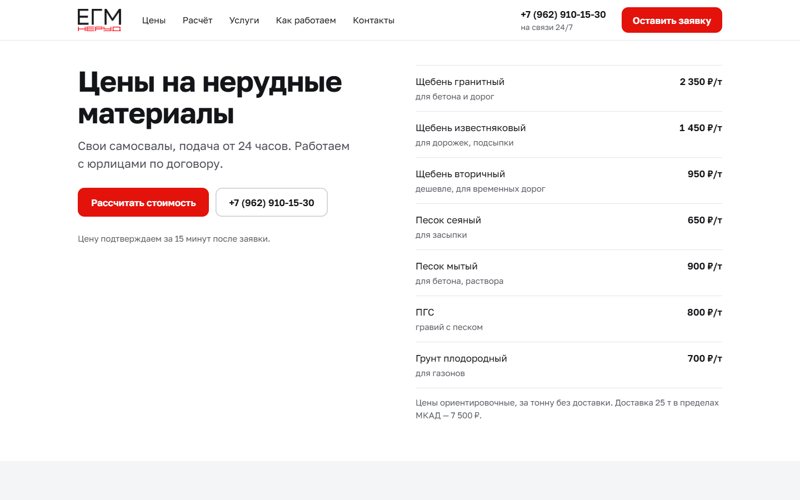 ЕГМ
НЕРУД
Цены
Расчёт
Услуги
Как работаем
Контакты
+7 (962) 910-15-30
на связи 24/7
Оставить заявку
Цены на нерудные
материалы
Свои самосвалы, подача от 24 часов. Работаем
с юрлицами по договору.
Рассчитать стоимость
+7 (962) 910-15-30
Цену подтверждаем за 15 минут после заявки.
Щебень гранитный
2 350 ₽/т
для бетона и дорог
Щебень известняковый
1 450 ₽/т
для дорожек, подсыпки
Щебень вторичный
950 ₽/т
дешевле, для временных дорог
Песок сеяный
650 ₽/т
для засыпки
Песок мытый
900 ₽/т
для бетона, раствора
ПГС
800 ₽/т
гравий с песком
Грунт плодородный
700 ₽/т
для газонов
Цены ориентировочные, за тонну без доставки. Доставка 25 т в пределах
МКАД — 7 500 ₽.